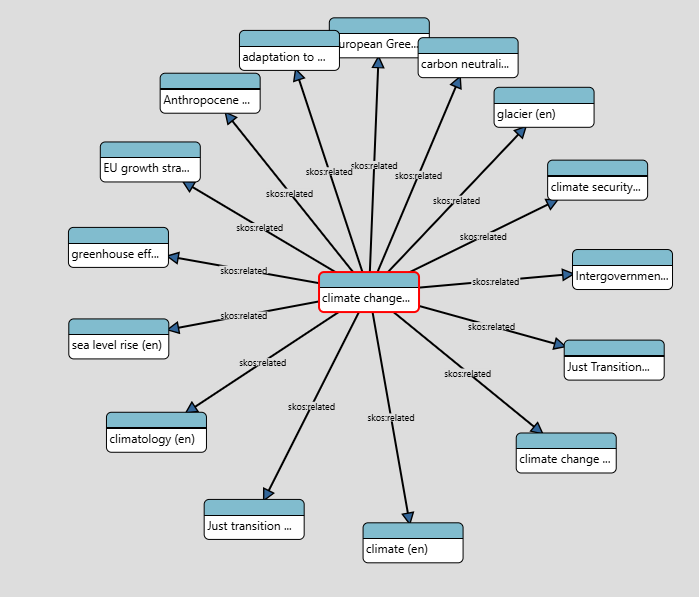 uropean Gree...
adaptation to ...
carbon neutrali...
Anthropocene ...
glacier (en)
EU growth stra...
climate security...
skos:related
skos:related
skos:related
skos:related
skos:related
skos:related
skos:related
skos:related
greenhouse eff...
skos:related
Intergovernmen...
skos:related
climate change...
skos:related
skos:related
sea level rise (en)
Just Transition...
skos:related
skos:related
skos:related
skos:related
climatology (en)
climate change ...
Just transition ...
climate (en)